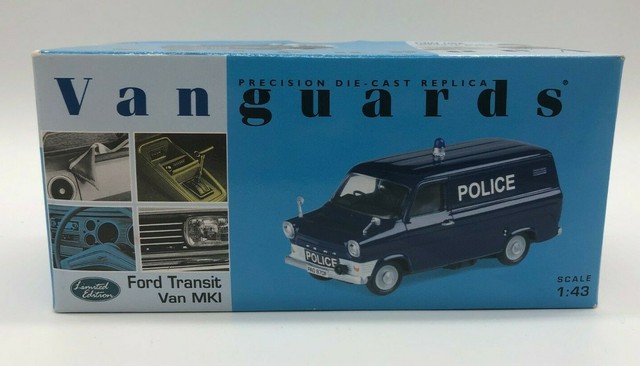 PRECISION DIE-CAST REPLICA
Vanguards®
POLICE
POLICE
Limited Edition
Ford Transit
Van MKI
SCALE
1:43